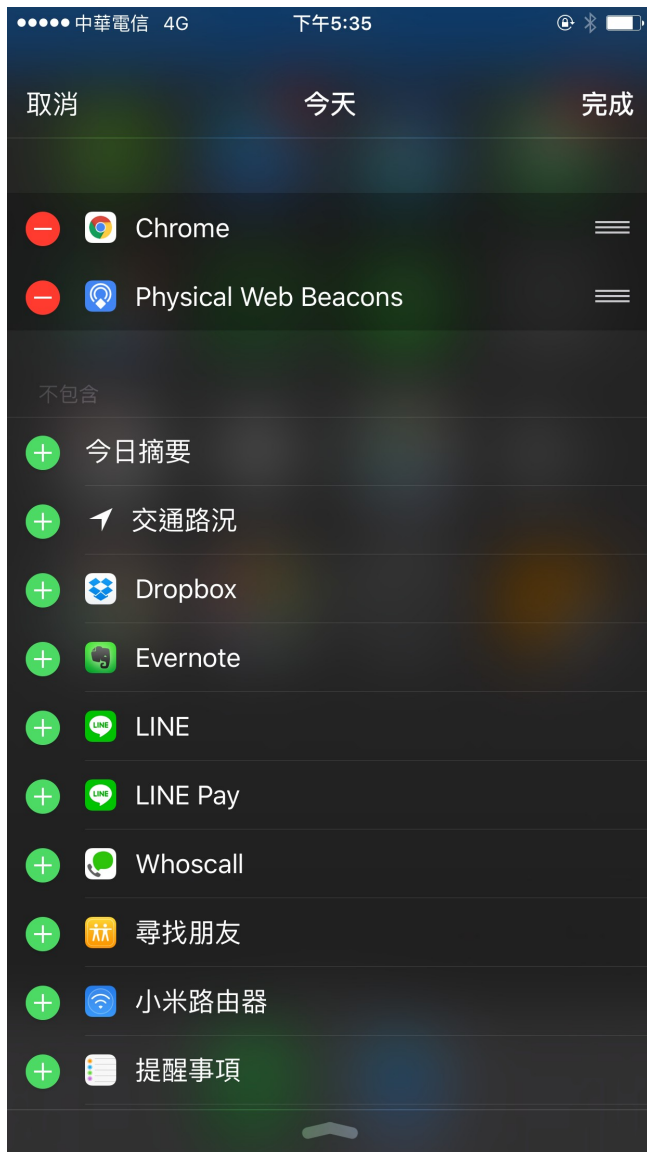 中華電信 4G 下午5:35
取消 今天 完成
Chrome
Physical Web Beacons
不包含
今日摘要
交通路況
Dropbox
Evernote
LINE LINE
LINE LINE Pay
Whoscall
尋找朋友
小米路由器
提醒事項